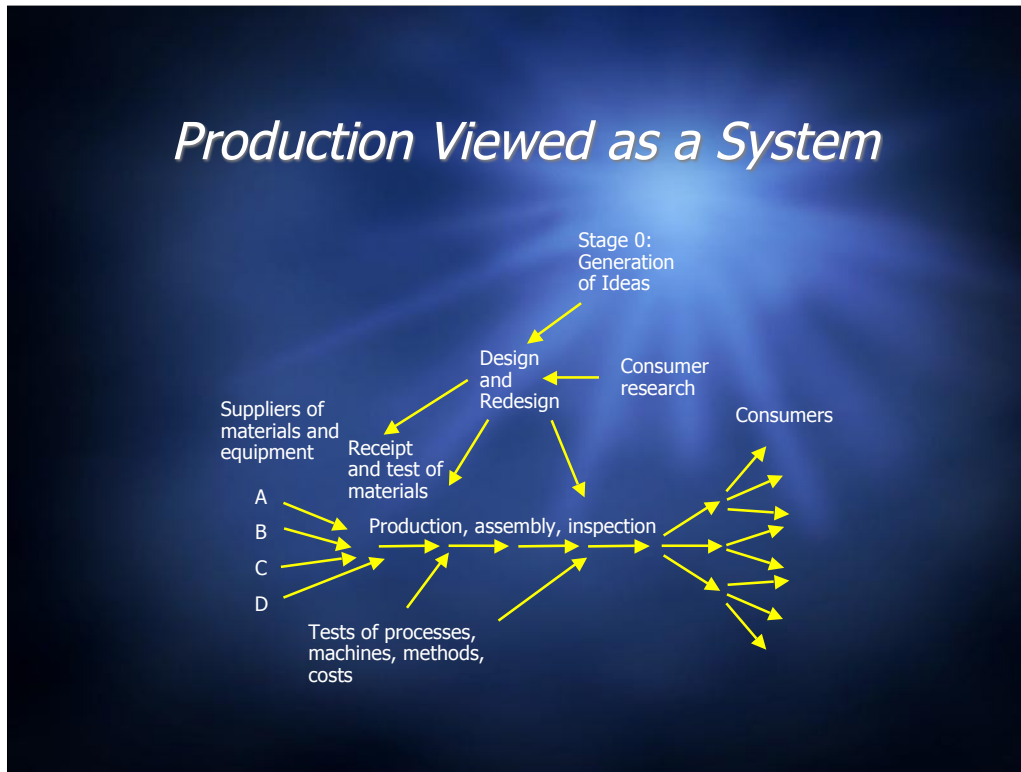 Production Viewed as a System
Stage 0:
Generation
of Ideas
Design
and
Redesign
Consumer
research
Suppliers of
materials and
equipment
Receipt
and test of
materials
Consumers
A
B
C
D
Production, assembly, inspection
Tests of processes,
machines, methods,
costs